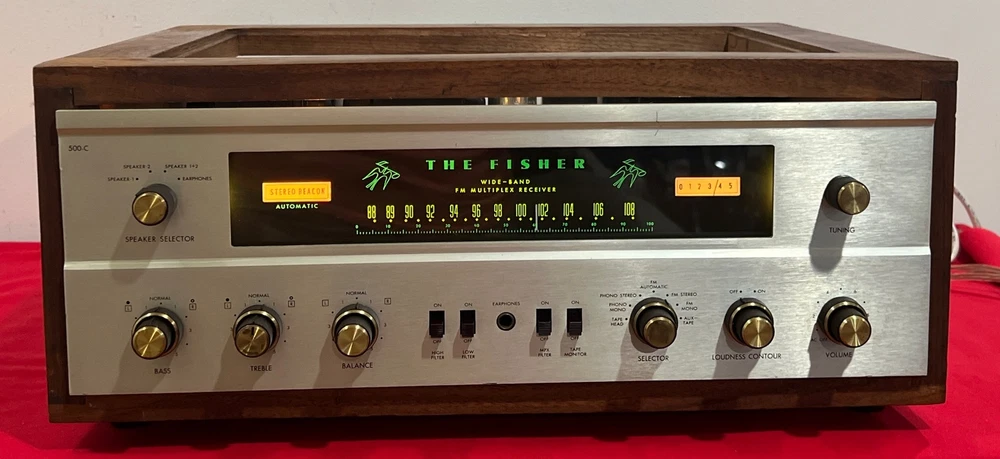 500-C
SPEAKER 2 SPEAKER 1+2
SPEAKER 1 EARPHONES
SPEAKER SELECTOR
STEREO BEACON
AUTOMATIC
THE FISHER
WIDE-BAND
FM MULTIPLEX RECEIVER
88 89 90 92 94 96 98 100 102 104 106 108
0 10 100
0 1 2 3 4 5
TUNING
NORMAL
BASS
NORMAL
TREBLE
NORMAL
BALANCE
ON
OFF
HIGH
FILTER
ON
OFF
LOW
FILTER
EARPHONES
ON
OFF
MPX
FILTER
ON
OFF
TAPE
MONITOR
FM
AUTOMATIC
PHONO STEREO FM STEREO
PHONO
MONO
FM
MONO
TAPE
HEAD
AUX-
TAPE
SELECTOR
OFF ON
LOUDNESS CONTOUR
VOLUME